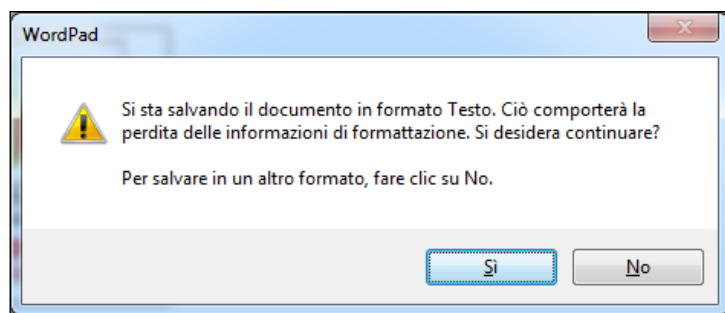 WordPad
Si sta salvando il documento in formato Testo. Ciò comporterà la
perdita delle informazioni di formattazione. Si desidera continuare?
Per salvare in un altro formato, fare clic su No.
Sì
No